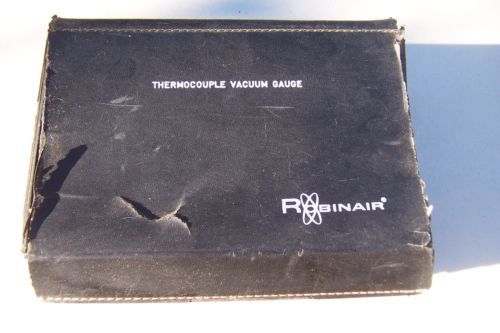 THERMOCOUPLE VACUUM GAUGE
ROBINAIR®